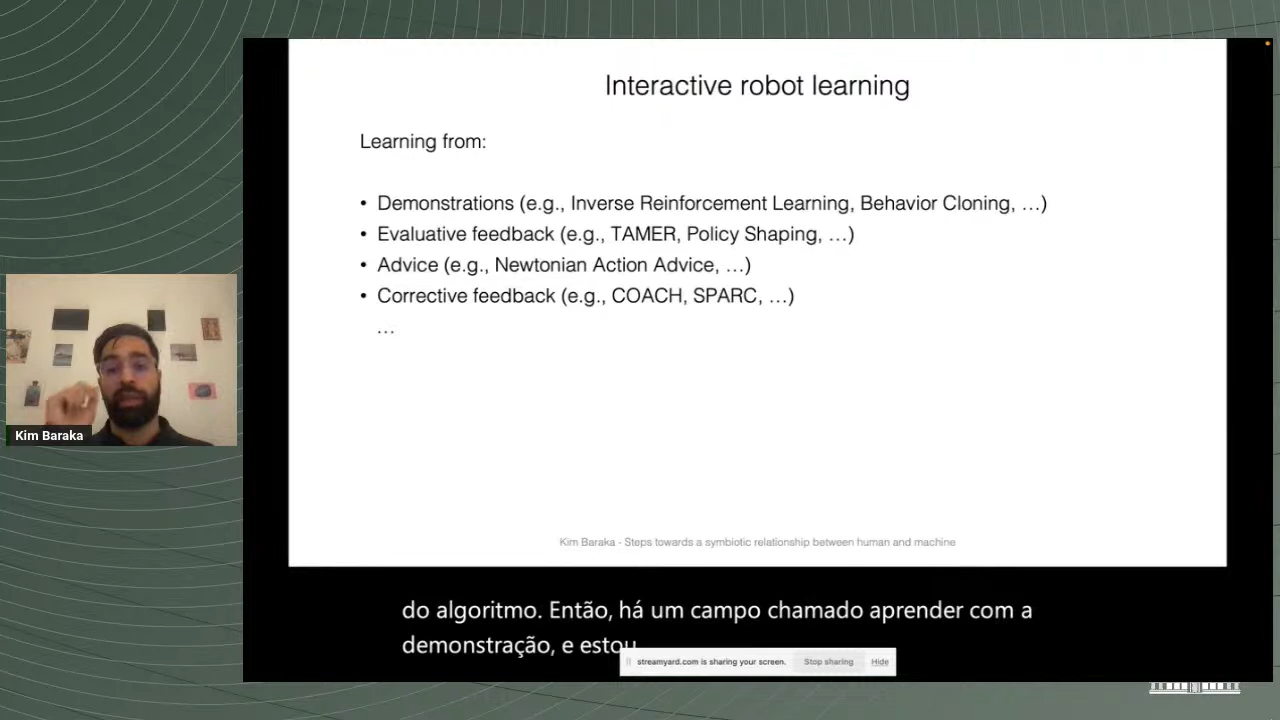 Interactive robot learning
Learning from:
• Demonstrations (e.g., Inverse Reinforcement Learning, Behavior Cloning, …)
• Evaluative feedback (e.g., TAMER, Policy Shaping, …)
• Advice (e.g., Newtonian Action Advice, …)
• Corrective feedback (e.g., COACH, SPARC, …)
…
Kim Baraka
Kim Baraka - Steps towards a symbiotic relationship between human and machine
do algoritmo. Então, há um campo chamado aprender com a
demonstração, e estou
streamyard.com is sharing your screen. Stop sharing Hide